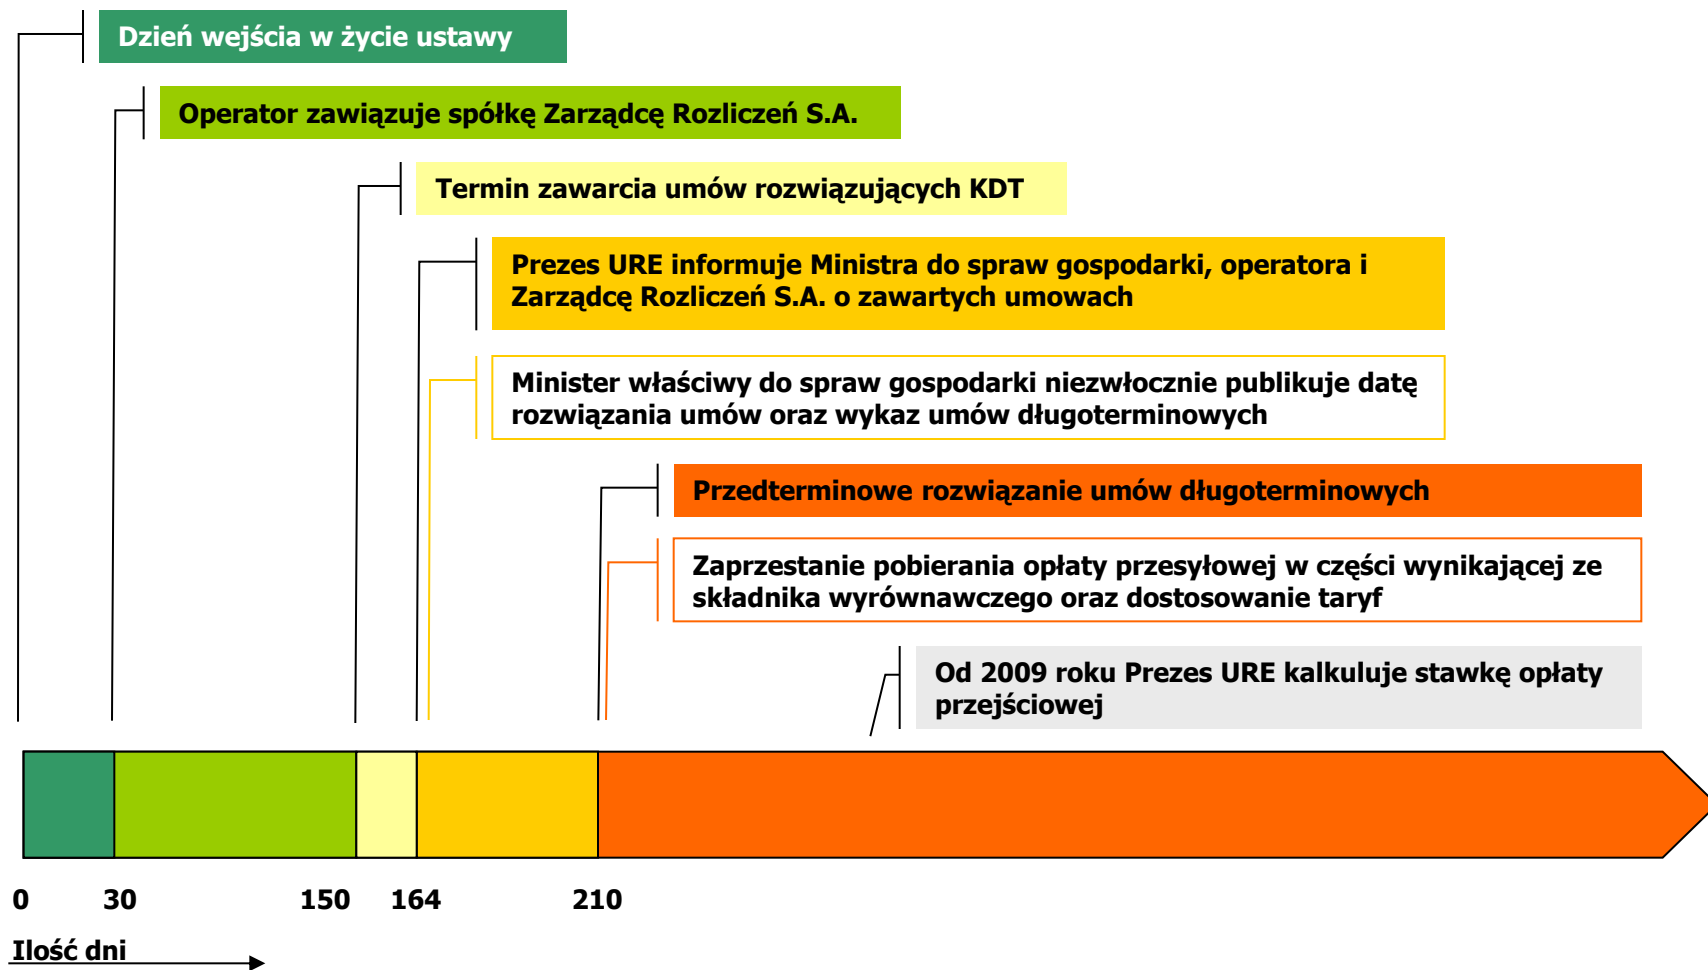 Dzień wejścia w życie ustawy
Operator zawiązuje spółkę Zarządcę Rozliczeń S.A.
Termin zawarcia umów rozwiązujących KDT
Prezes URE informuje Ministra do spraw gospodarki, operatora i
Zarządcę Rozliczeń S.A. o zawartych umowach
Minister właściwy do spraw gospodarki niezwłocznie publikuje datę
rozwiązania umów oraz wykaz umów długoterminowych
Przedterminowe rozwiązanie umów długoterminowych
Zaprzestanie pobierania opłaty przesyłowej w części wynikającej ze
składnika wyrównawczego oraz dostosowanie taryf
Od 2009 roku Prezes URE kalkuluje stawkę opłaty
przejściowej
0 30 150 164 210
Ilość dni